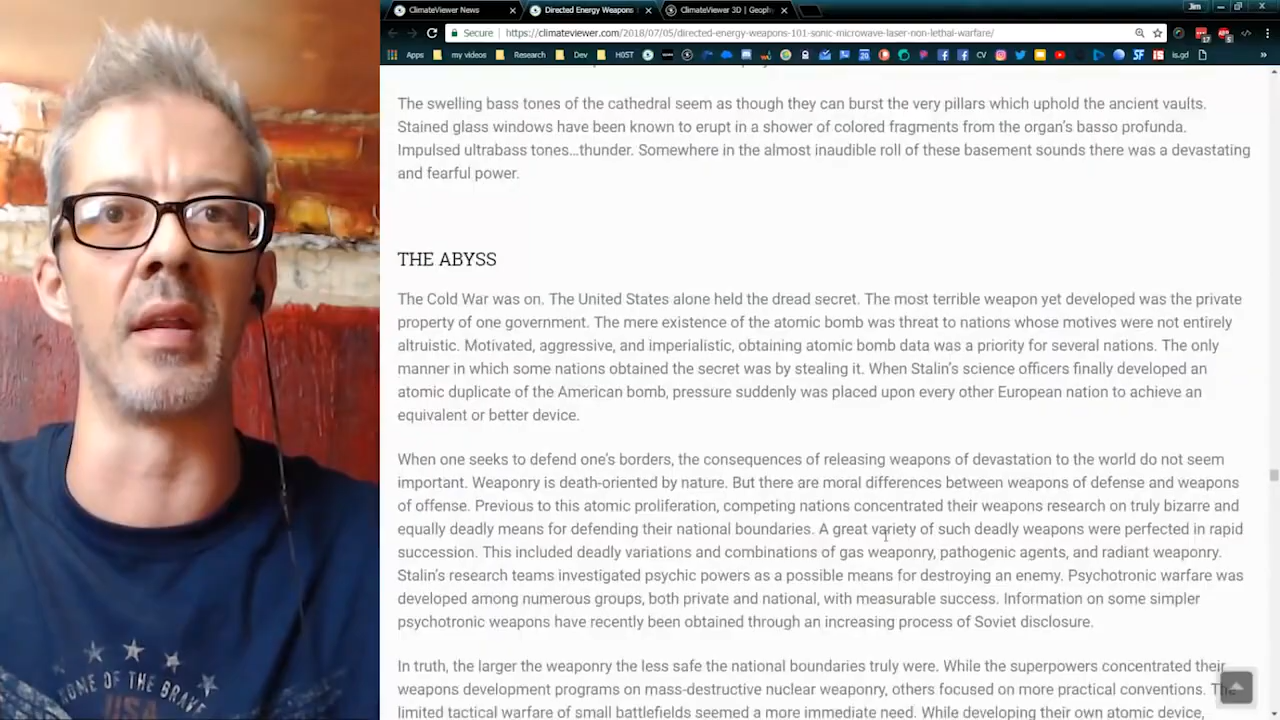 ClimateViewer News
Directed Energy Weapons
ClimateViewer 3D | Geoph
Jim
Secure
https://climateviewer.com/2018/07/05/directed-energy-weapons-101-sonic-microwave-laser-non-lethal-warfare/
Apps my videos Research Dev H0ST is.gd
The swelling bass tones of the cathedral seem as though they can burst the very pillars which uphold the ancient vaults.
Stained glass windows have been known to erupt in a shower of colored fragments from the organ's basso profunda.
Impulsed ultrabass tones…thunder. Somewhere in the almost inaudible roll of these basement sounds there was a devastating
and fearful power.
THE ABYSS
The Cold War was on. The United States alone held the dread secret. The most terrible weapon yet developed was the private
property of one government. The mere existence of the atomic bomb was threat to nations whose motives were not entirely
altruistic. Motivated, aggressive, and imperialistic, obtaining atomic bomb data was a priority for several nations. The only
manner in which some nations obtained the secret was by stealing it. When Stalin's science officers finally developed an
atomic duplicate of the American bomb, pressure suddenly was placed upon every other European nation to achieve an
equivalent or better device.
When one seeks to defend one's borders, the consequences of releasing weapons of devastation to the world do not seem
important. Weaponry is death-oriented by nature. But there are moral differences between weapons of defense and weapons
of offense. Previous to this atomic proliferation, competing nations concentrated their weapons research on truly bizarre and
equally deadly means for defending their national boundaries. A great variety of such deadly weapons were perfected in rapid
succession. This included deadly variations and combinations of gas weaponry, pathogenic agents, and radiant weaponry.
Stalin's research teams investigated psychic powers as a possible means for destroying an enemy. Psychotronic warfare was
developed among numerous groups, both private and national, with measurable success. Information on some simpler
psychotronic weapons have recently been obtained through an increasing process of Soviet disclosure.
In truth, the larger the weaponry the less safe the national boundaries truly were. While the superpowers concentrated their
weapons development programs on mass-destructive nuclear weaponry, others focused on more practical conventions. The
limited tactical warfare of small battlefields seemed a more immediate need. While developing their own atomic device,
OF THE BRAVE
USA